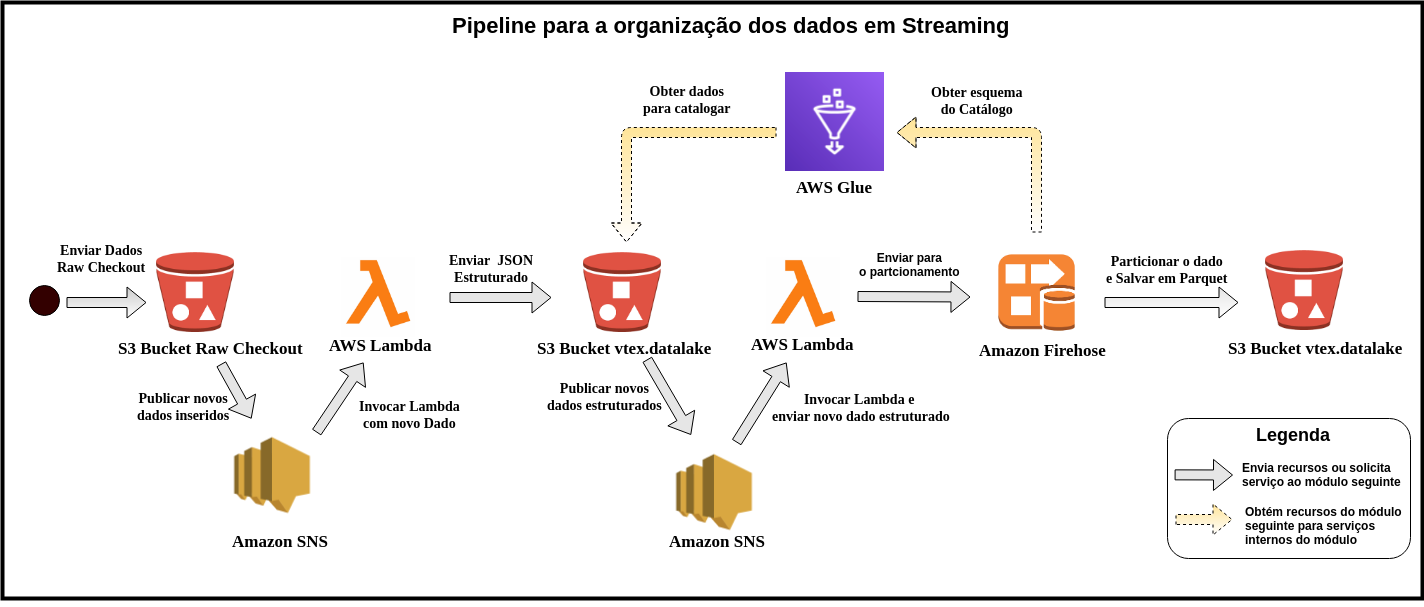 Pipeline para a organização dos dados em Streaming
Obter dados
para catalogar
Obter esquema
do Catálogo
AWS Glue
Enviar Dados
Raw Checkout
Enviar  JSON
Estruturado
Enviar para
o partcionamento
Particionar o dado
e Salvar em Parquet
S3 Bucket Raw Checkout
AWS Lambda
S3 Bucket vtex.datalake
AWS Lambda
Amazon Firehose
S3 Bucket vtex.datalake
Publicar novos
dados inseridos
Invocar Lambda
com novo Dado
Publicar novos
dados estruturados
Invocar Lambda e
enviar novo dado estruturado
Amazon SNS
Amazon SNS
Legenda
Envia recursos ou solicita
serviço ao módulo seguinte
Obtém recursos do módulo
seguinte para serviços
internos do módulo